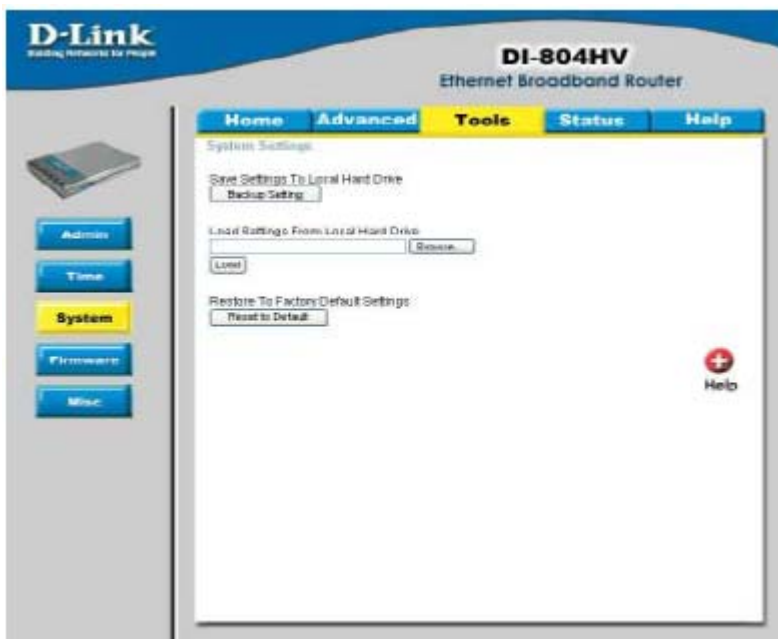 D-Link
Building Networks for People
DI-804HV
Ethernet Broadband Router
Home Advanced Tools Status Help
System Settings
Save Settings To Local Hard Drive
Backup Setting
Admin
Load Settings From Local Hard Drive
Browse...
Load
Time
Restore To Factory Default Settings
Reset to Default
System
Firmware
Help
Misc